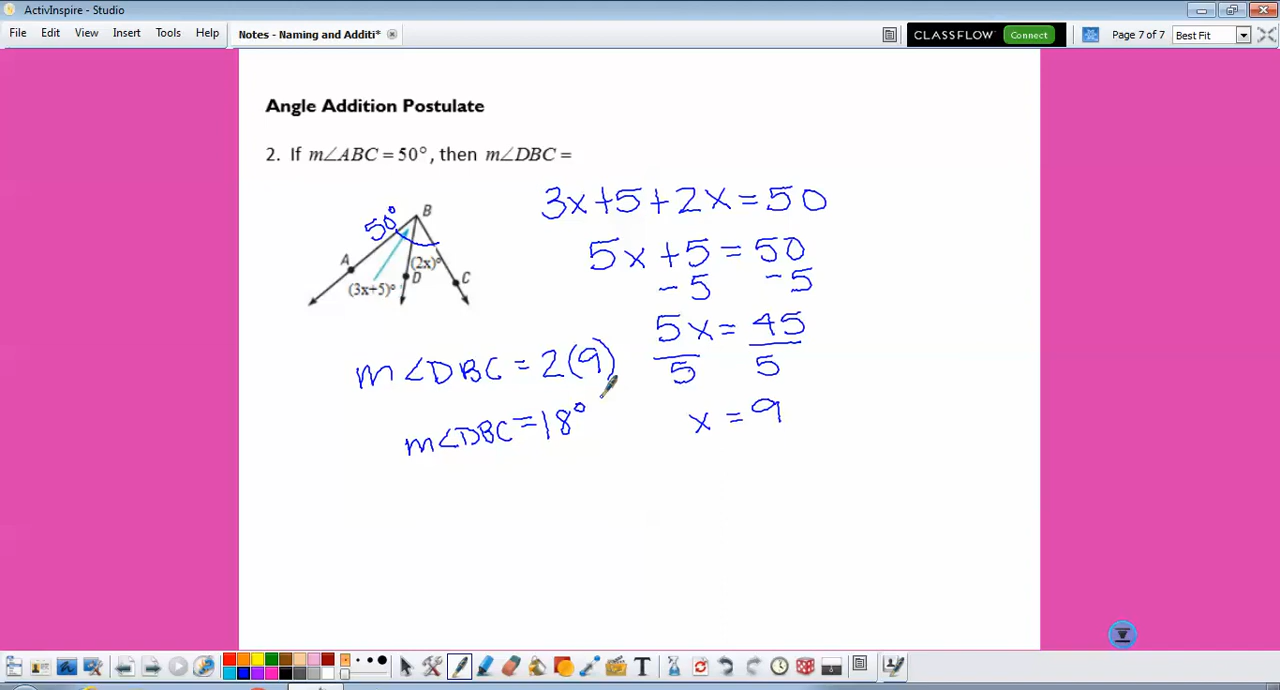 ActivInspire - Studio
File Edit View Insert Tools Help
Notes - Naming and Additi*
CLASSFLOW Connect
Page 7 of 7
Best Fit
Angle Addition Postulate
2. If m∠ABC = 50°, then m∠DBC =
3x+5+2x=50
50°
B
5x+5=50
A
(2x)°
D
C
-5 -5
(3x+5)°
5x = 45
m∠DBC = 2(9)
5 5
x = 9
m∠DBC = 18°
T